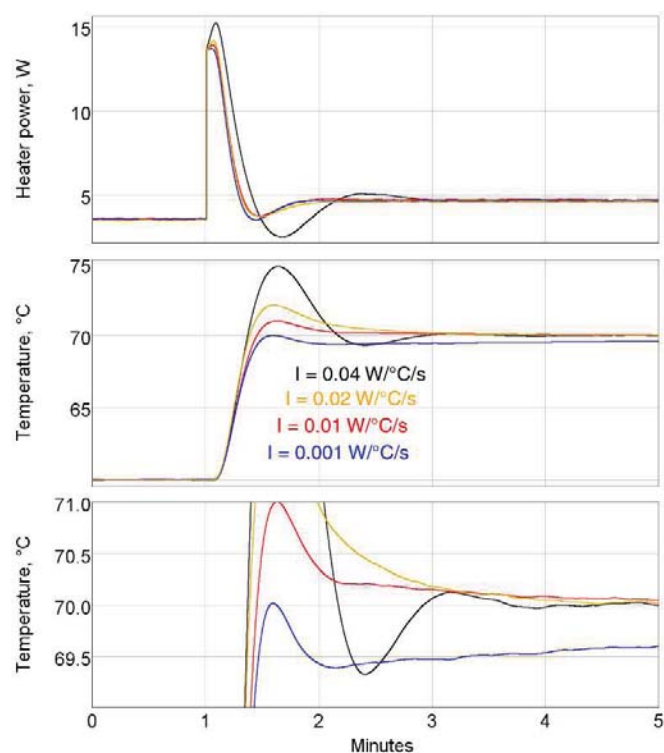 Heater power, W
15
10
5
Temperature, °C
75
70
65
I = 0.04 W/°C/s
I = 0.02 W/°C/s
I = 0.01 W/°C/s
I = 0.001 W/°C/s
Temperature, °C
71.0
70.5
70.0
69.5
0 1 2 3 4 5
Minutes